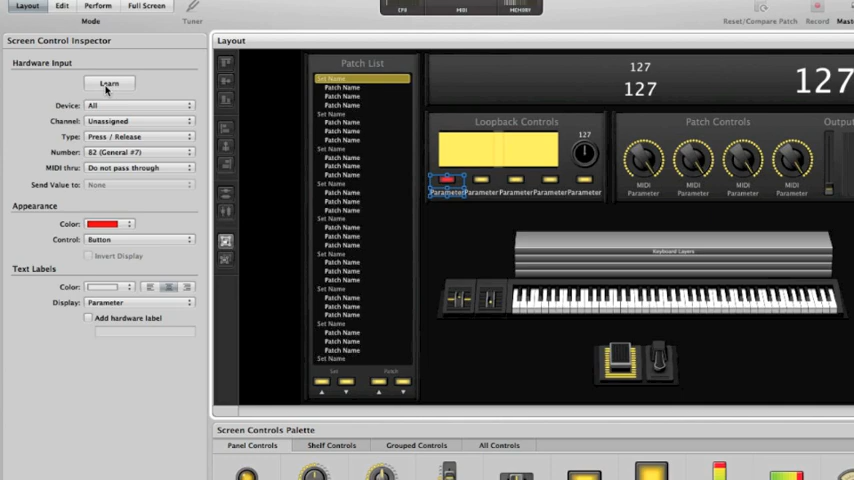 Layout Edit Perform Full Screen
Mode
Tuner
CPU MIDI MEMORY
Reset/Compare Patch Record
Screen Control Inspector
Hardware Input
Learn
Device: All
Channel: Unassigned
Type: Press / Release
Number: 82 (General #7)
MIDI thru: Do not pass through
Send Value to: None
Appearance
Color:
Control: Button
Invert Display
Text Labels
Color:
Display: Parameter
Add hardware label
Layout
Patch List
Set Name
Patch Name
Patch Name
Patch Name
Set Name
Patch Name
Patch Name
Patch Name
Set Name
Patch Name
Patch Name
Patch Name
Set Name
Patch Name
Patch Name
Patch Name
Set Name
Patch Name
Patch Name
Patch Name
Set Name
Patch Name
Patch Name
Patch Name
Set Name
Patch Name
Patch Name
Patch Name
Set Name
Patch Name
Patch Name
Patch Name
Set Name
Set Patch
127
127
127
Loopback Controls
127
Parameter Parameter Parameter Parameter Parameter
Patch Controls
MIDI Parameter
MIDI Parameter
MIDI Parameter
MIDI Parameter
Keyboard Layers
Screen Controls Palette
Panel Controls Shelf Controls Grouped Controls All Controls